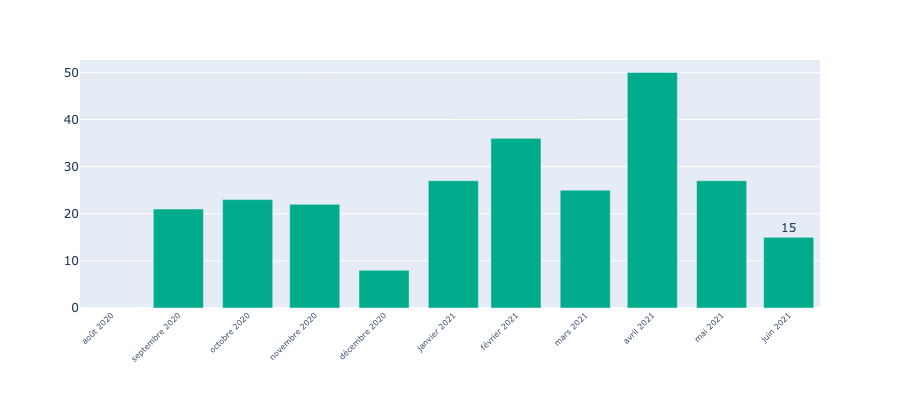 50
40
30
20
10
0
15
août 2020
septembre 2020
octobre 2020
novembre 2020
décembre 2020
janvier 2021
février 2021
mars 2021
avril 2021
mai 2021
juin 2021